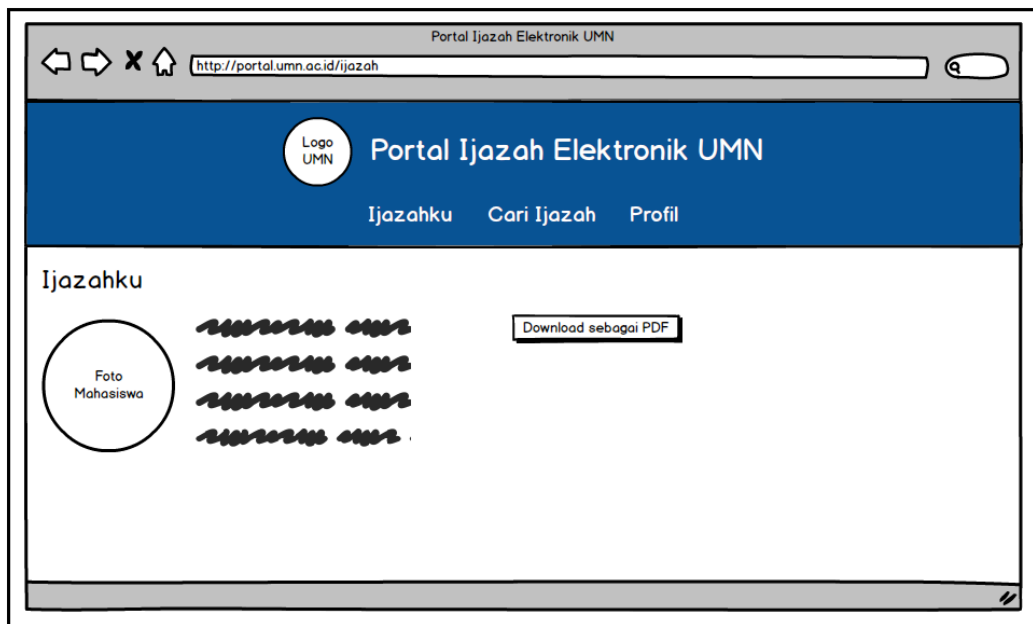 Portal Ijazah Elektronik UMN
http://portal.umn.ac.id/ijazah
Logo
UMN
Portal Ijazah Elektronik UMN
Ijazahku Cari Ijazah Profil
Ijazahku
Foto
Mahasiswa
Download sebagai PDF